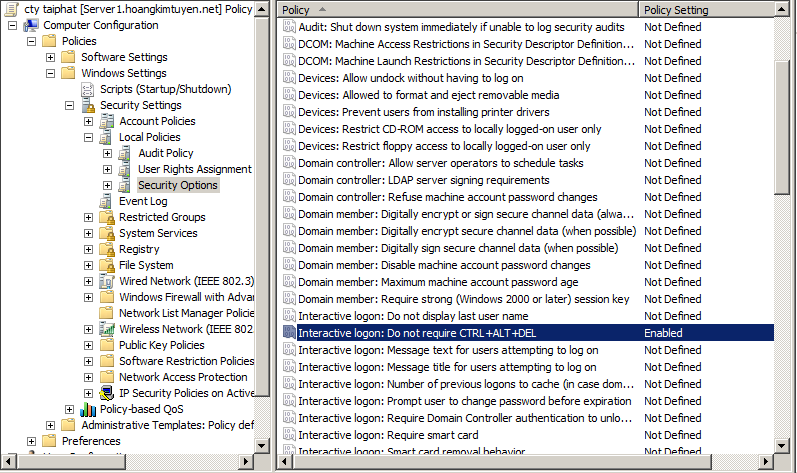 cty taiphat [Server1.hoangkimtuyen.net] Policy
Computer Configuration
Policies
Software Settings
Windows Settings
Scripts (Startup/Shutdown)
Security Settings
Account Policies
Local Policies
Audit Policy
User Rights Assignment
Security Options
Event Log
Restricted Groups
System Services
Registry
File System
Wired Network (IEEE 802.3)
Windows Firewall with Advar
Network List Manager Policie
Wireless Network (IEEE 802.
Public Key Policies
Software Restriction Policies
Network Access Protection
IP Security Policies on Active
Policy-based QoS
Administrative Templates: Policy def
Preferences
Policy Policy Setting
Audit: Shut down system immediately if unable to log security audits Not Defined
DCOM: Machine Access Restrictions in Security Descriptor Definition... Not Defined
DCOM: Machine Launch Restrictions in Security Descriptor Definition... Not Defined
Devices: Allow undock without having to log on Not Defined
Devices: Allowed to format and eject removable media Not Defined
Devices: Prevent users from installing printer drivers Not Defined
Devices: Restrict CD-ROM access to locally logged-on user only Not Defined
Devices: Restrict floppy access to locally logged-on user only Not Defined
Domain controller: Allow server operators to schedule tasks Not Defined
Domain controller: LDAP server signing requirements Not Defined
Domain controller: Refuse machine account password changes Not Defined
Domain member: Digitally encrypt or sign secure channel data (alwa... Not Defined
Domain member: Digitally encrypt secure channel data (when possible) Not Defined
Domain member: Digitally sign secure channel data (when possible) Not Defined
Domain member: Disable machine account password changes Not Defined
Domain member: Maximum machine account password age Not Defined
Domain member: Require strong (Windows 2000 or later) session key Not Defined
Interactive logon: Do not display last user name Not Defined
Interactive logon: Do not require CTRL+ALT+DEL Enabled
Interactive logon: Message text for users attempting to log on Not Defined
Interactive logon: Message title for users attempting to log on Not Defined
Interactive logon: Number of previous logons to cache (in case dom... Not Defined
Interactive logon: Prompt user to change password before expiration Not Defined
Interactive logon: Require Domain Controller authentication to unlo... Not Defined
Interactive logon: Require smart card Not Defined
Interactive logon: Smart card removal behavior Not Defined